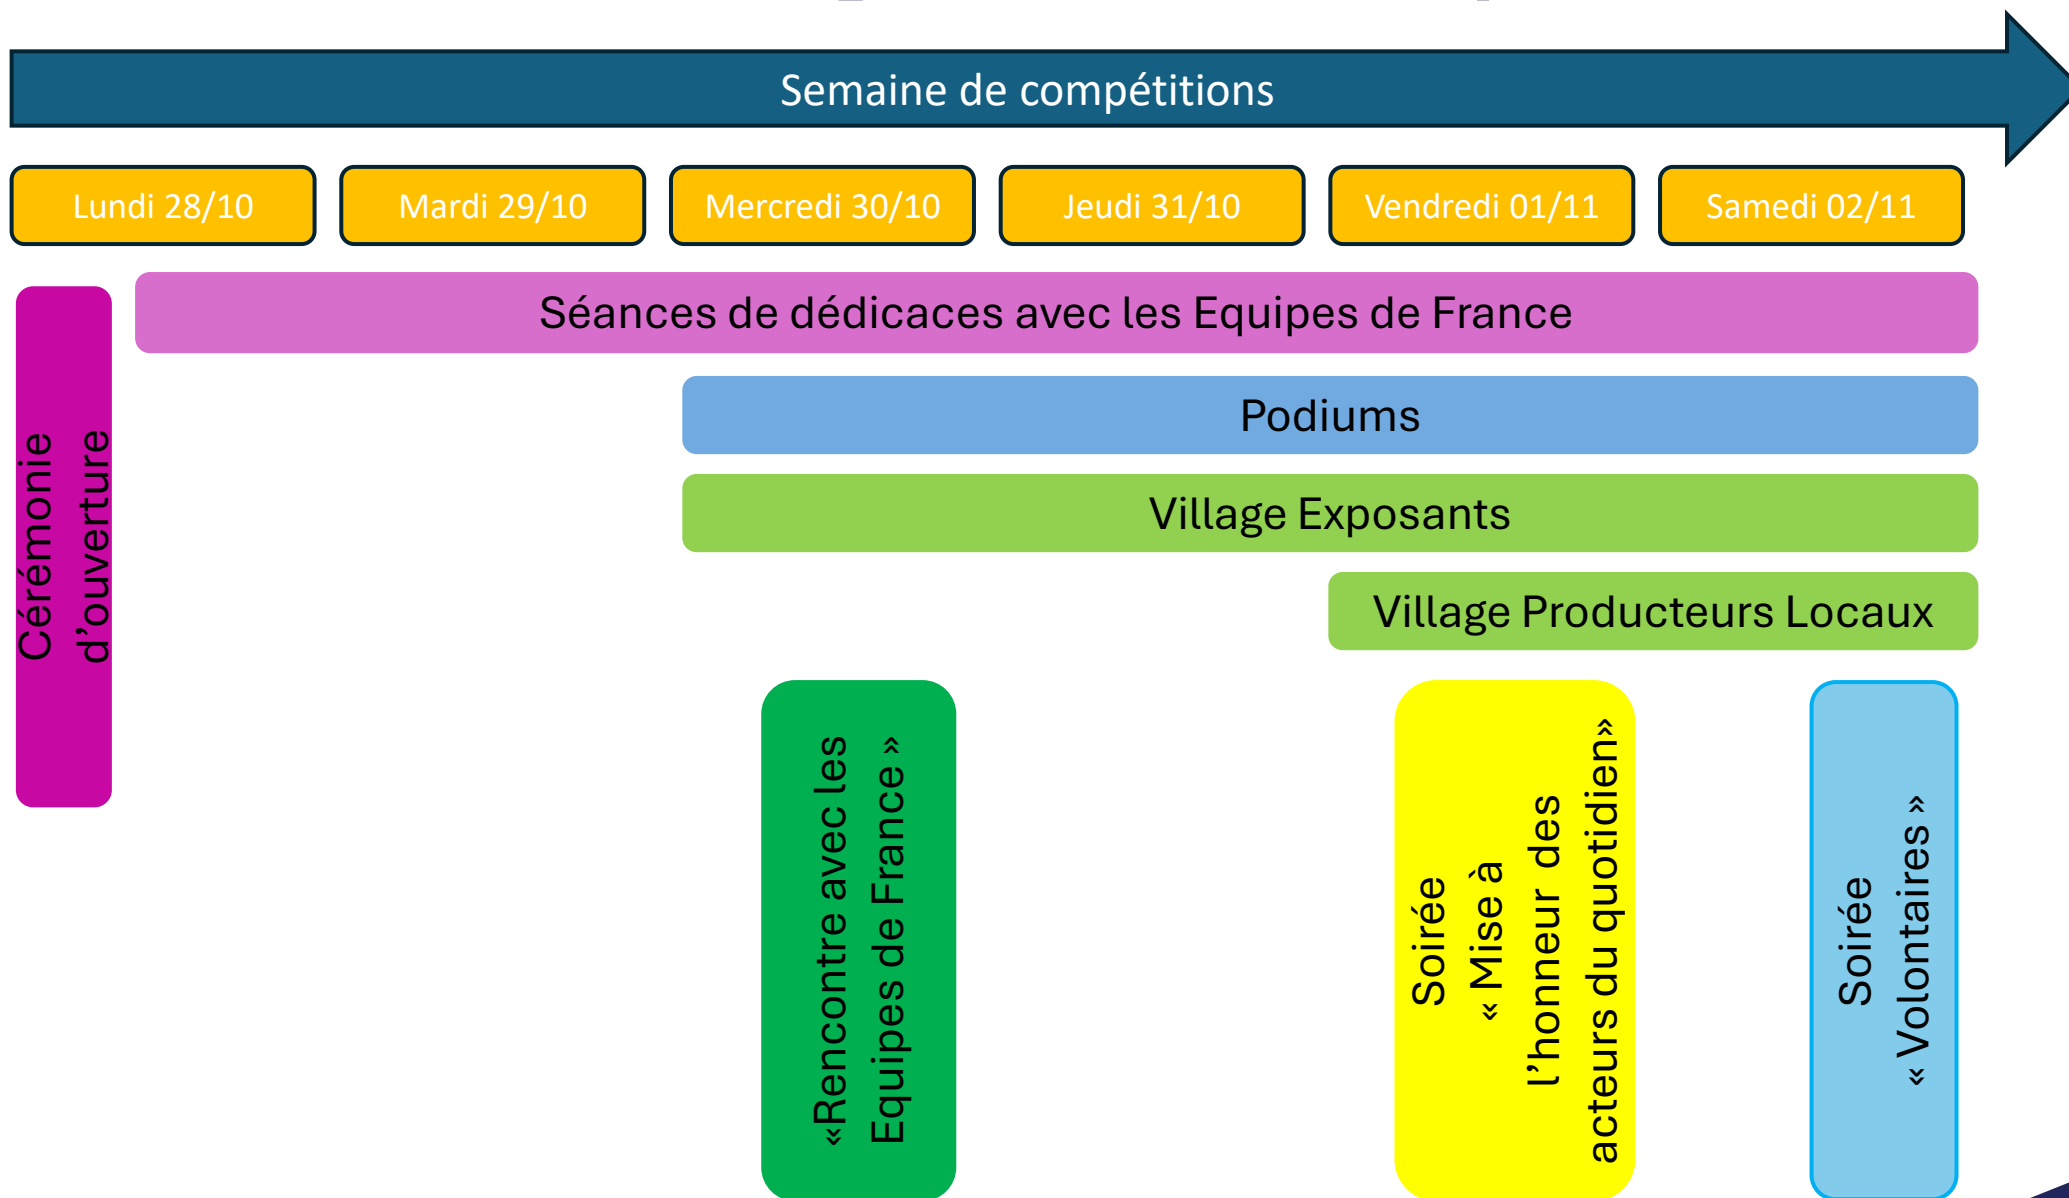 Semaine de compétitions
Lundi 28/10
Mardi 29/10
Mercredi 30/10
Jeudi 31/10
Vendredi 01/11
Samedi 02/11
Cérémonie
d’ouverture
Séances de dédicaces avec les Equipes de France
Podiums
Village Exposants
Village Producteurs Locaux
«Rencontre avec les
Equipes de France »
Soirée
« Mise à
l’honneur des
acteurs du quotidien»
Soirée
« Volontaires »